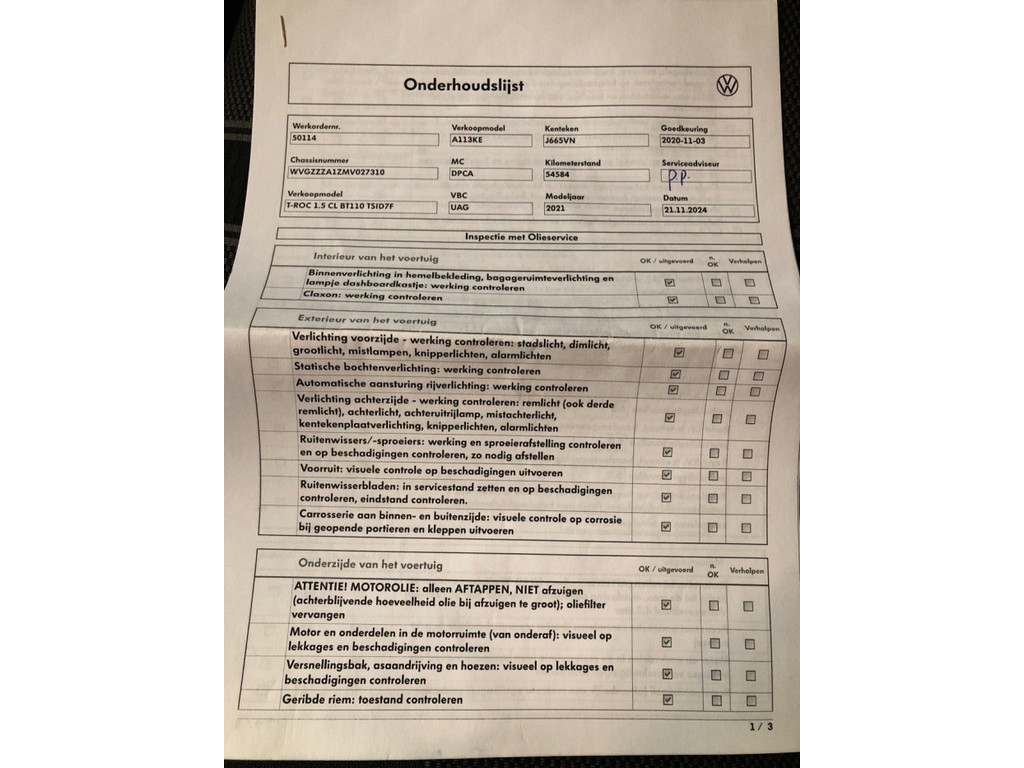 Onderhoudslijst
Werkordernr. Verkoopmodel Kenteken Goedkeuring
50114 A113KE J665VN 2020-11-03
Chassisnummer MC Kilometerstand Serviceadviseur
WVGZZZA1ZMV027310 DPCA 54584 p.p.
Verkoopmodel VBC Modeljaar Datum
T-ROC 1.5 CL BT110 TSID7F UAG 2021 21.11.2024
Inspectie met Olieservice
Interieur van het voertuig OK / uitgevoerd n. OK Verholpen
Binnenverlichting in hemelbekleding, bagageruimteverlichting en
lampje dashboardkastje: werking controleren
Claxon: werking controleren
Exterieur van het voertuig OK / uitgevoerd n. OK Verholpen
Verlichting voorzijde - werking controleren: stadslicht, dimlicht,
grootlicht, mistlampen, knipperlichten, alarmlichten
Statische bochtenverlichting: werking controleren
Automatische aansturing rijverlichting: werking controleren
Verlichting achterzijde - werking controleren: remlicht (ook derde
remlicht), achterlicht, achteruitrijlamp, mistachterlicht,
kentekenplaatverlichting, knipperlichten, alarmlichten
Ruitenwissers/-sproeiers: werking en sproeierafstelling controleren
en op beschadigingen controleren, zo nodig afstellen
Voorruit: visuele controle op beschadigingen uitvoeren
Ruitenwisserbladen: in servicestand zetten en op beschadigingen
controleren, eindstand controleren.
Carrosserie aan binnen- en buitenzijde: visuele controle op corrosie
bij geopende portieren en kleppen uitvoeren
Onderzijde van het voertuig OK / uitgevoerd n. OK Verholpen
ATTENTIE! MOTOROLIE: alleen AFTAPPEN, NIET afzuigen
(achterblijvende hoeveelheid olie bij afzuigen te groot); oliefilter
vervangen
Motor en onderdelen in de motorruimte (van onderaf): visueel op
lekkages en beschadigingen controleren
Versnellingsbak, asaandrijving en hoezen: visueel op lekkages en
beschadigingen controleren
Geribde riem: toestand controleren
1 / 3